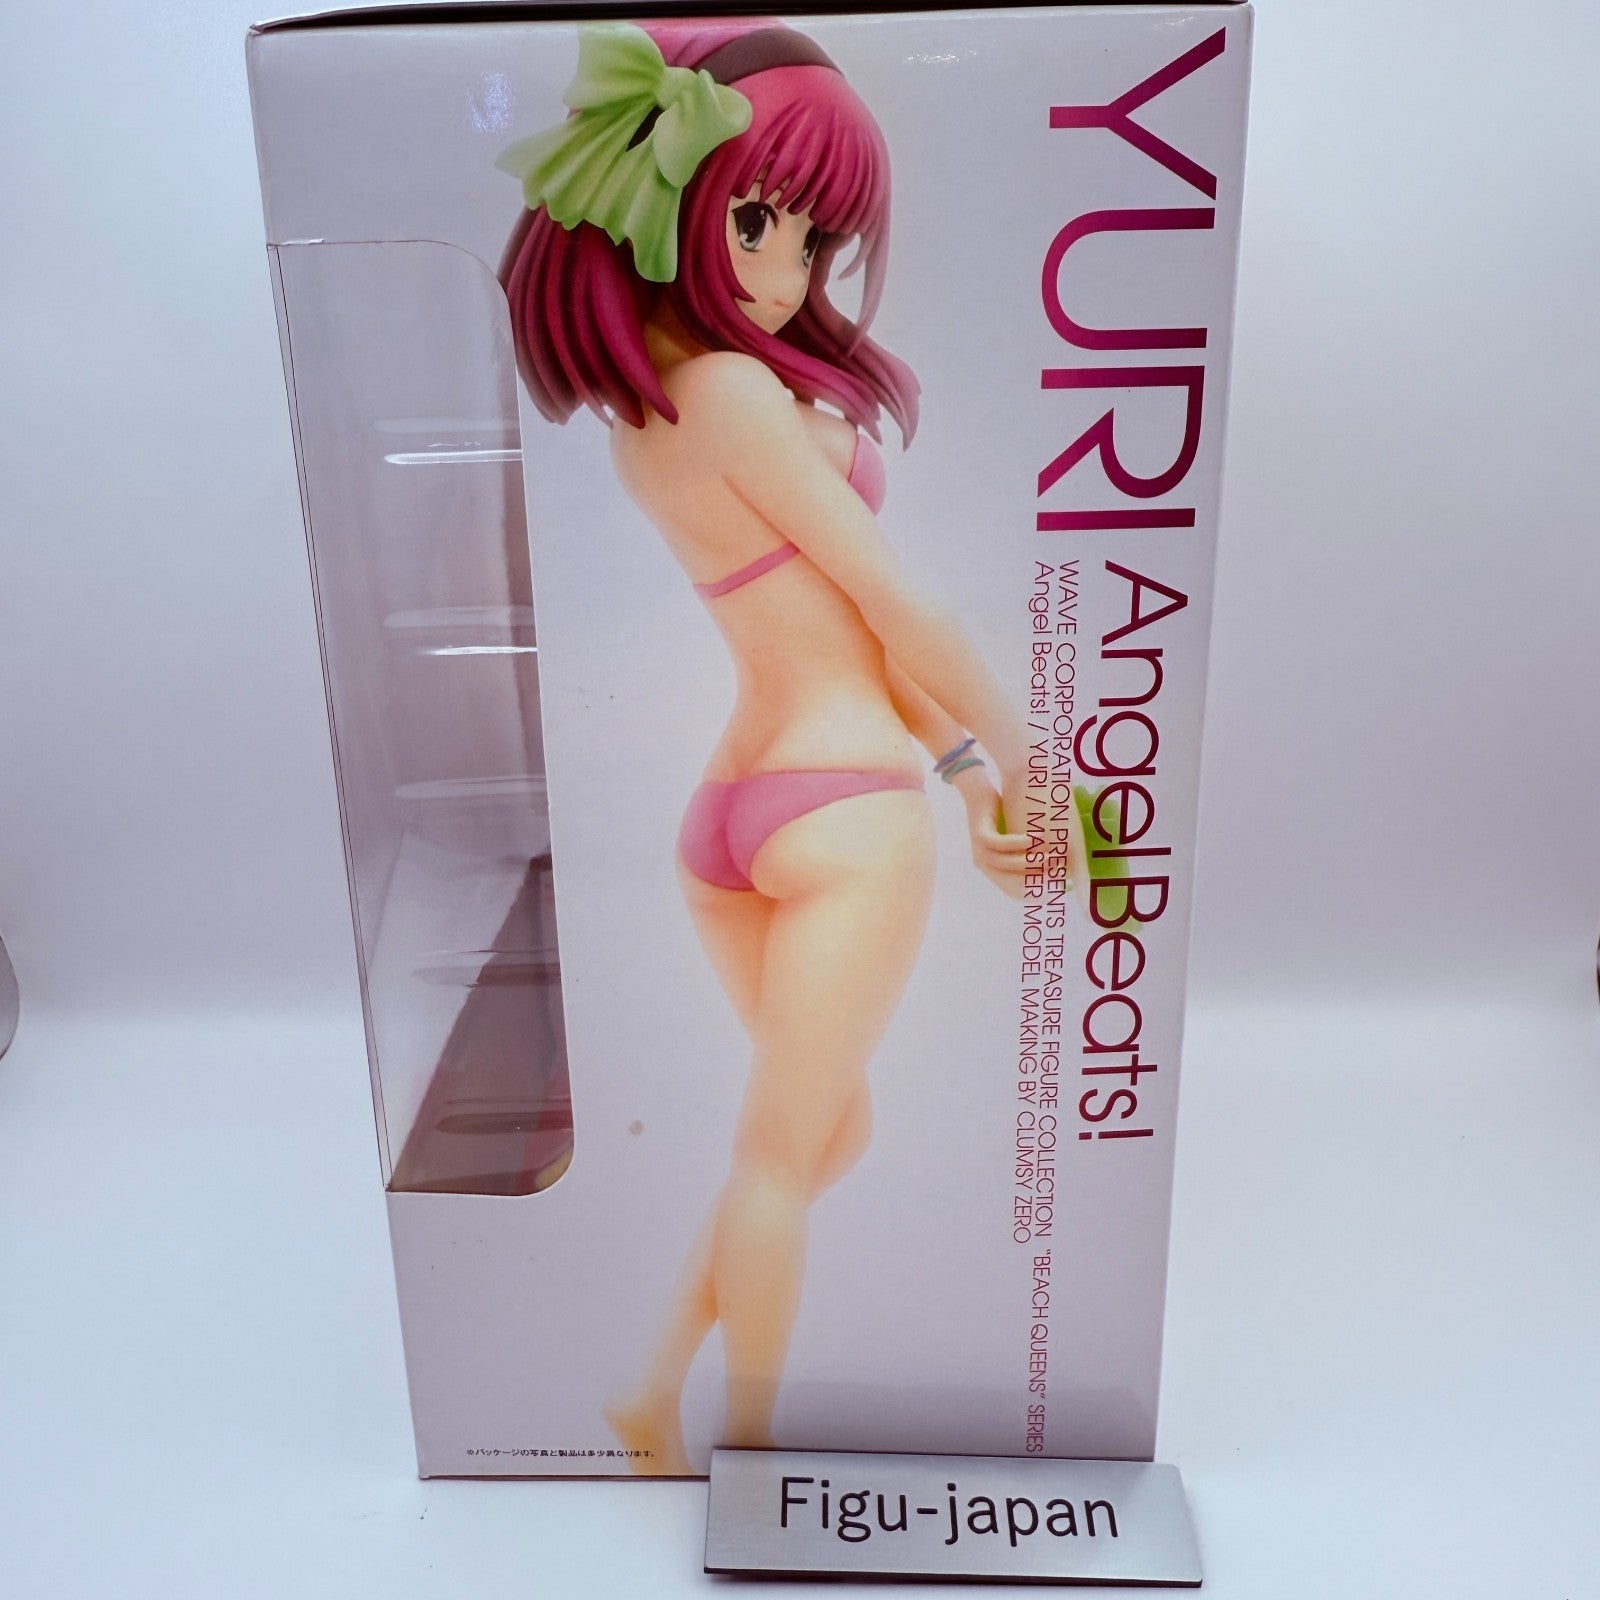 YURI Angel Beats!
WAVE CORPORATION PRESENTS TREASURE FIGURE COLLECTION "BEACH QUEENS" SERIES
Angel Beats! / YURI / MASTER MODEL MAKING BY CLUMSY ZERO
※パッケージの写真と製品は多少異なります。
Figu-japan